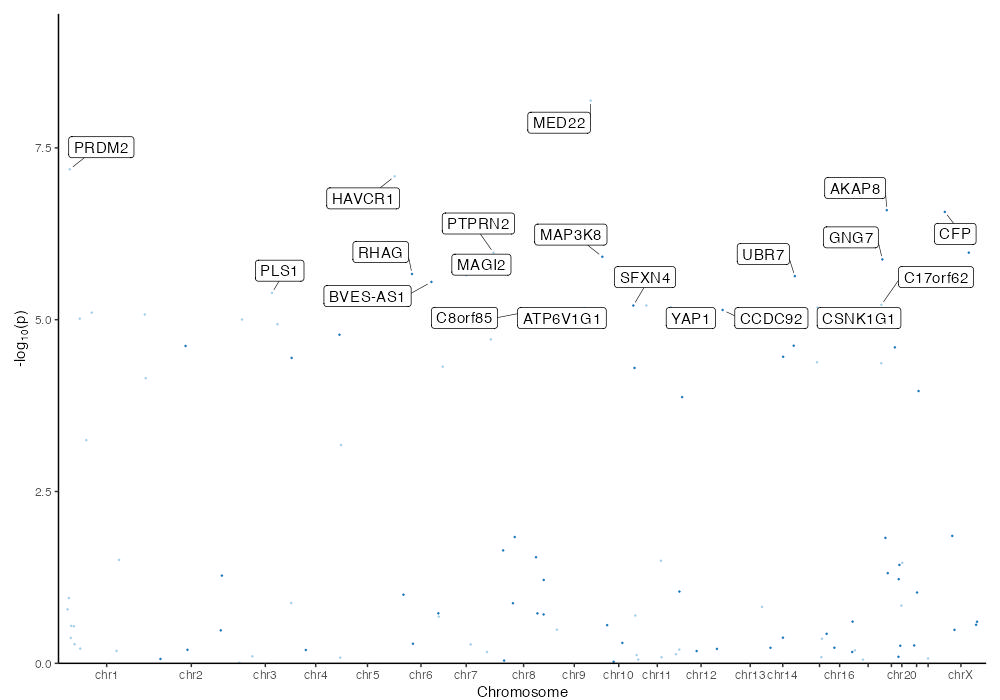 MED22
PRDM2
7.5
HAVCR1
AKAP8
PTPRN2
MAP3K8
CFP
GNG7
RHAG
UBR7
MAGI2
PLS1
SFXN4
C17orf62
BVES-AS1
5.0
C8orf85
ATP6V1G1
YAP1
CCDC92
CSNK1G1
-log10(p)
2.5
0.0
chr1 chr2 chr3 chr4 chr5 chr6 chr7 chr8 chr9 chr10 chr11 chr12 chr13 chr14 chr16 chr20 chrX
Chromosome